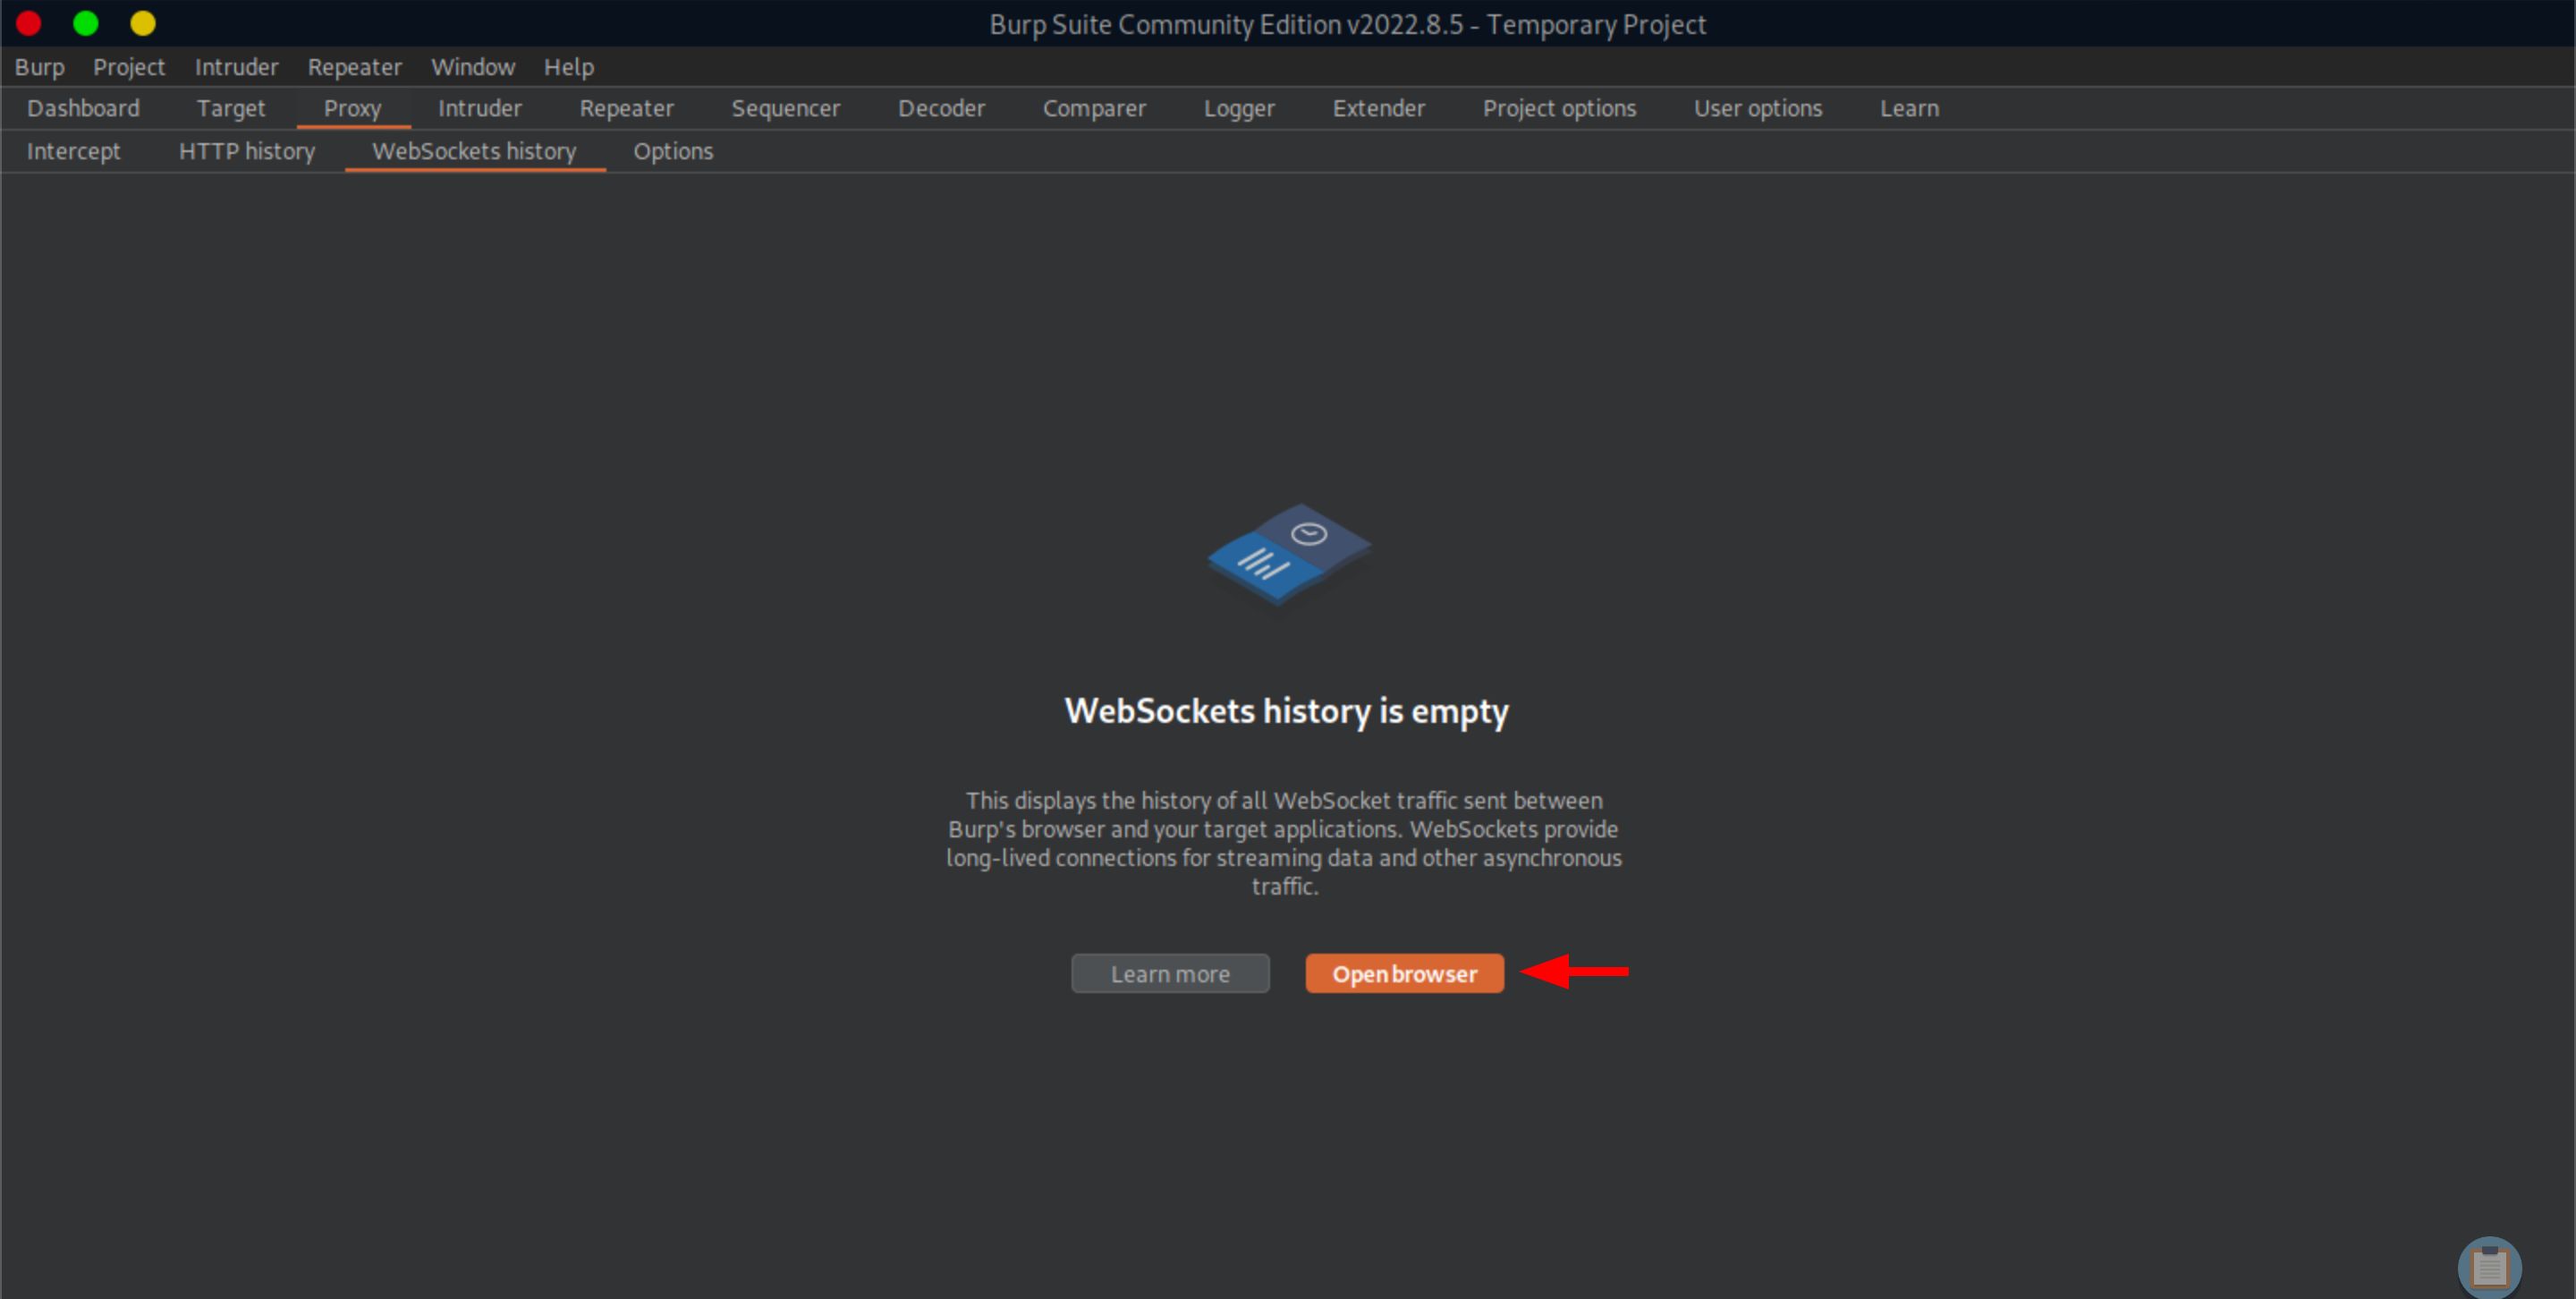 Burp Suite Community Edition v2022.8.5 - Temporary Project
Burp Project Intruder Repeater Window Help
Dashboard Target Proxy Intruder Repeater Sequencer Decoder Comparer Logger Extender Project options User options Learn
Intercept HTTP history WebSockets history Options
WebSockets history is empty
This displays the history of all WebSocket traffic sent between
Burp's browser and your target applications. WebSockets provide
long-lived connections for streaming data and other asynchronous
traffic.
Learn more Open browser